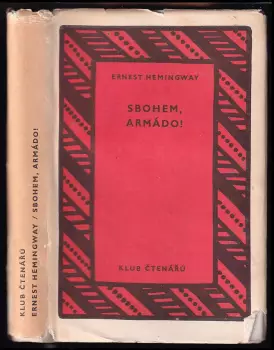 ERNEST HEMINGWAY
SBOHEM,
ARMÁDO!
KLUB ČTENÁŘŮ
KLUB ČTENÁŘŮ
ERNEST HEMINGWAY / SBOHEM, ARMÁDO!